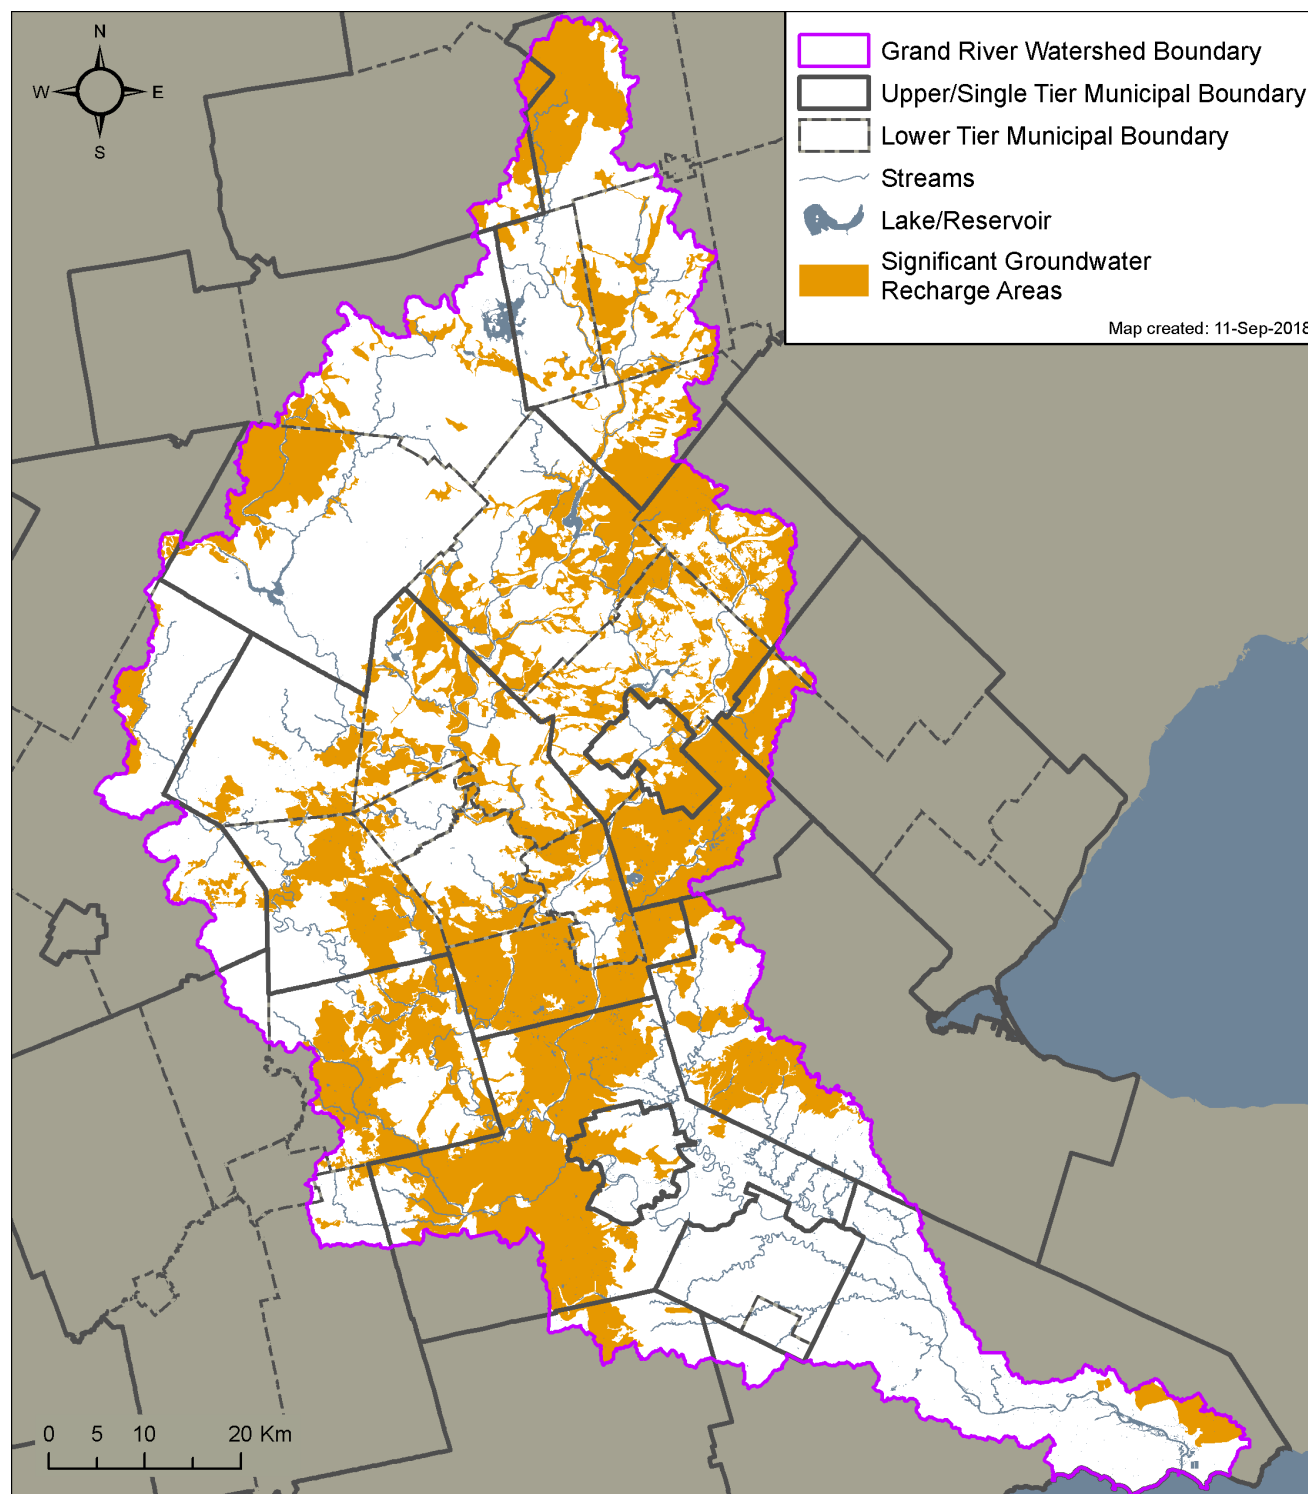 N
W E
S
Grand River Watershed Boundary
Upper/Single Tier Municipal Boundary
Lower Tier Municipal Boundary
Streams
Lake/Reservoir
Significant Groundwater
Recharge Areas
Map created: 11-Sep-2018
0 5 10 20 Km